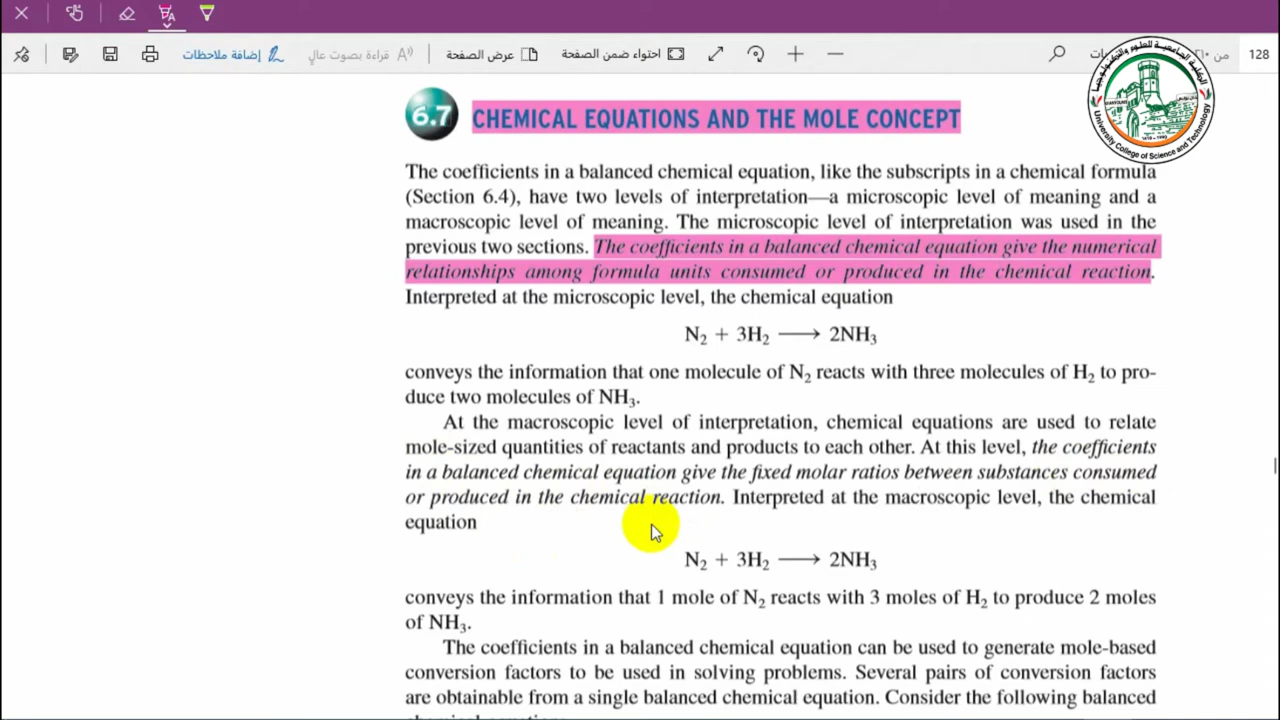 إضافة ملاحظات
قراءة بصوت عالٍ
عرض الصفحة
احتواء ضمن الصفحة
من
128
University College of Science and Technology
6.7 CHEMICAL EQUATIONS AND THE MOLE CONCEPT
The coefficients in a balanced chemical equation, like the subscripts in a chemical formula
(Section 6.4), have two levels of interpretation—a microscopic level of meaning and a
macroscopic level of meaning. The microscopic level of interpretation was used in the
previous two sections. The coefficients in a balanced chemical equation give the numerical
relationships among formula units consumed or produced in the chemical reaction.
Interpreted at the microscopic level, the chemical equation
N₂ + 3H₂ ⟶ 2NH₃
conveys the information that one molecule of N₂ reacts with three molecules of H₂ to pro-
duce two molecules of NH₃.
At the macroscopic level of interpretation, chemical equations are used to relate
mole-sized quantities of reactants and products to each other. At this level, the coefficients
in a balanced chemical equation give the fixed molar ratios between substances consumed
or produced in the chemical reaction. Interpreted at the macroscopic level, the chemical
equation
N₂ + 3H₂ ⟶ 2NH₃
conveys the information that 1 mole of N₂ reacts with 3 moles of H₂ to produce 2 moles
of NH₃.
The coefficients in a balanced chemical equation can be used to generate mole-based
conversion factors to be used in solving problems. Several pairs of conversion factors
are obtainable from a single balanced chemical equation. Consider the following balanced